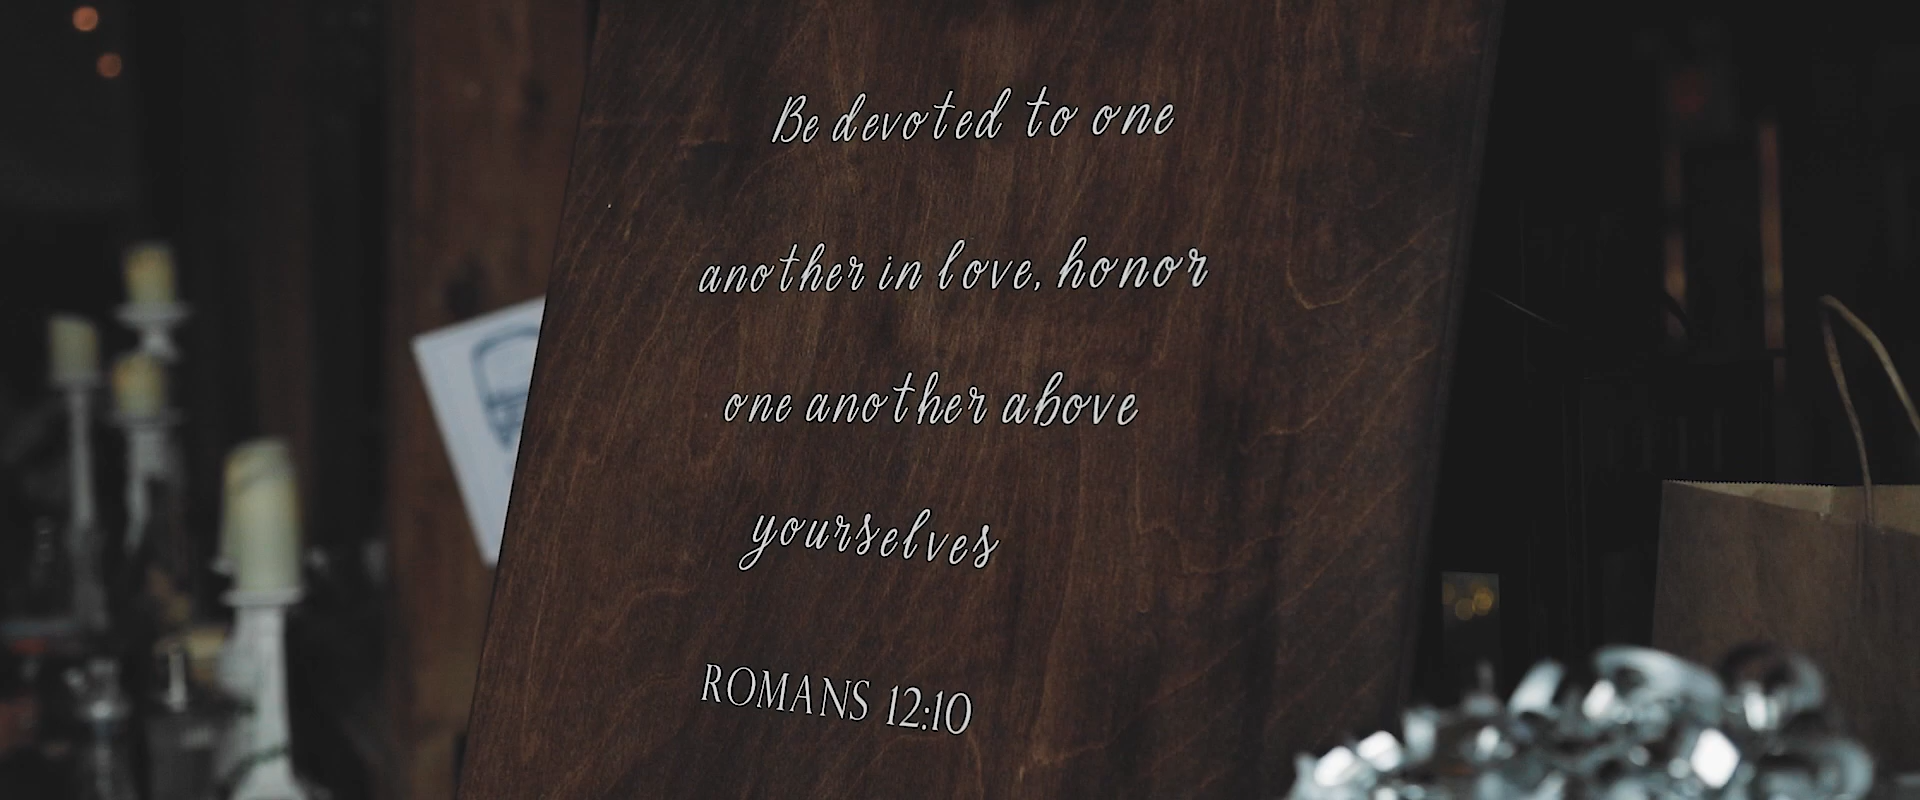 Be devoted to one
another in love, honor
one another above
yourselves
ROMANS 12:10